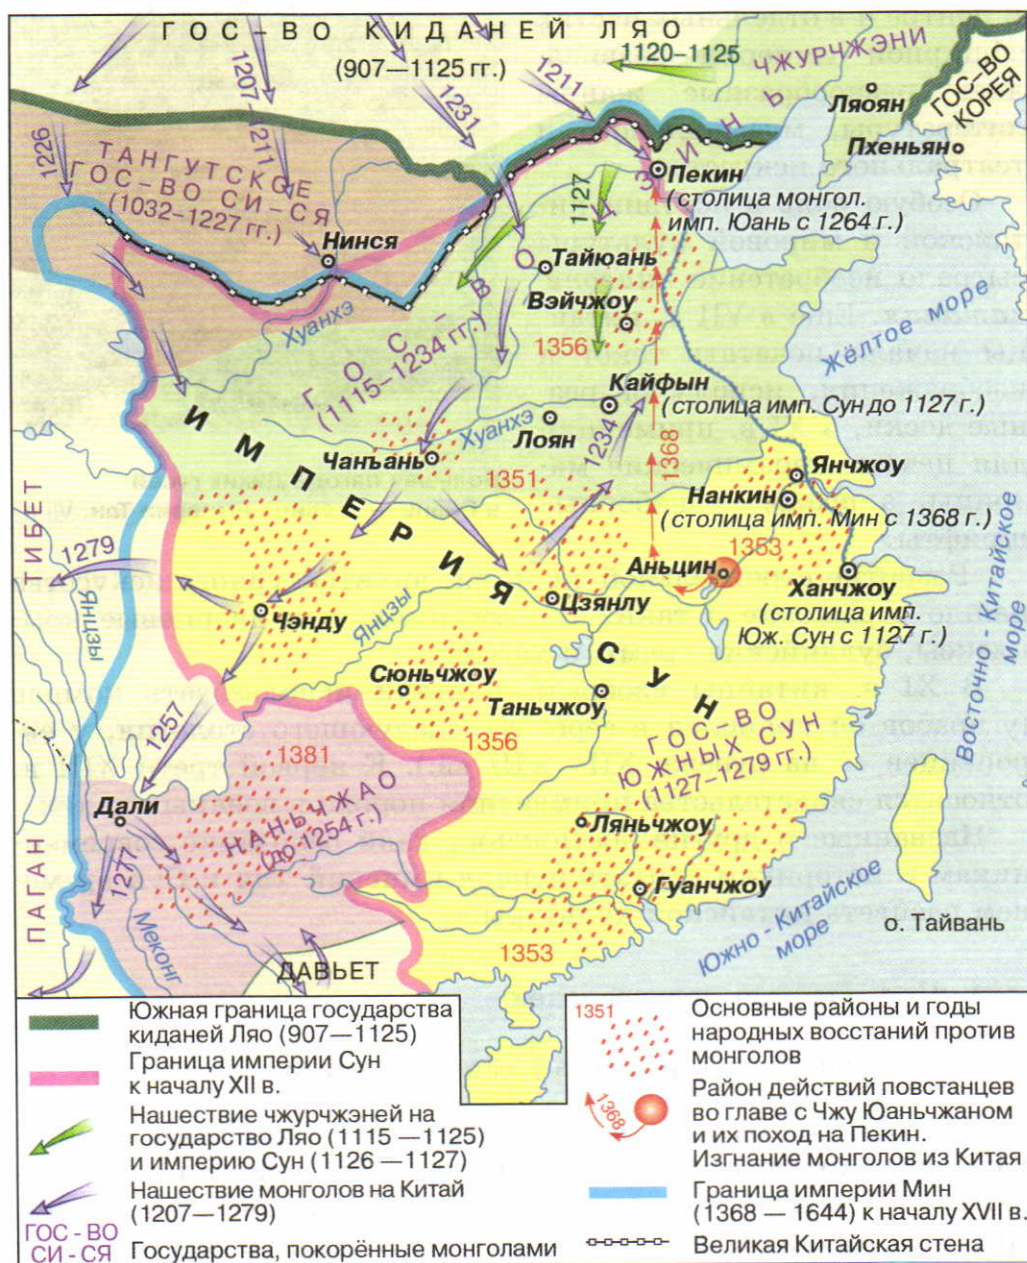 ГОС-ВО КИДАНЕЙ ЛЯО
(907—1125 гг.)
1120-1125
ЧЖУРЧЖЭНИ
ГОС-ВО
КОРЕЯ
Ляоян
Пхеньян
1207-1211
1231
1211
1226
ТАНГУТСКОЕ
ГОС-ВО СИ-СЯ
(1032-1227 гг.)
Нинся
Пекин
(столица монгол.
имп. Юань с 1264 г.)
1127
Тайюань
Вэйчжоу
1356
Хуанхэ
ГОС-ВО ЦЗИНЬ
(1115-1234 гг.)
Жёлтое море
Кайфын
(столица имп. Сун до 1127 г.)
Лоян
Хуанхэ
Чанъань
1351
1234
1368
Янчжоу
Нанкин
(столица имп. Мин с 1368 г.)
ИМПЕРИЯ СУН
ТИБЕТ
1279
Янцзы
Аньцин
1353
Ханчжоу
(столица имп.
Юж. Сун с 1127 г.)
Цзянлу
Чэнду
Янцзы
Восточно-Китайское
море
Сюньчжоу
Таньчжоу
1257
1381
1356
ГОС-ВО
ЮЖНЫХ СУН
(1127-1279 гг.)
Дали
НАНЬЧЖАО
(до 1254 г.)
Ляньчжоу
ПАГАН
1277
Меконг
Гуанчжоу
1353
Южно-Китайское
море
о. Тайвань
ДАВЬЕТ
Южная граница государства
киданей Ляо (907—1125)
Граница империи Сун
к началу XII в.
Нашествие чжурчжэней на
государство Ляо (1115 —1125)
и империю Сун (1126 —1127)
Нашествие монголов на Китай
(1207—1279)
ГОС-ВО
СИ-СЯ
Государства, покорённые монголами
1351
Основные районы и годы
народных восстаний против
монголов
1368
Район действий повстанцев
во главе с Чжу Юаньчжаном
и их поход на Пекин.
Изгнание монголов из Китая
Граница империи Мин
(1368 — 1644) к началу XVII в.
Великая Китайская стена